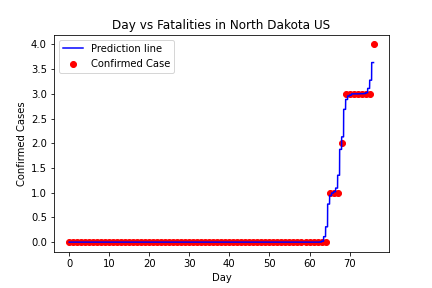 Day vs Fatalities in North Dakota US
Prediction line
Confirmed Case
Confirmed Cases
4.0
3.5
3.0
2.5
2.0
1.5
1.0
0.5
0.0
0 10 20 30 40 50 60 70
Day